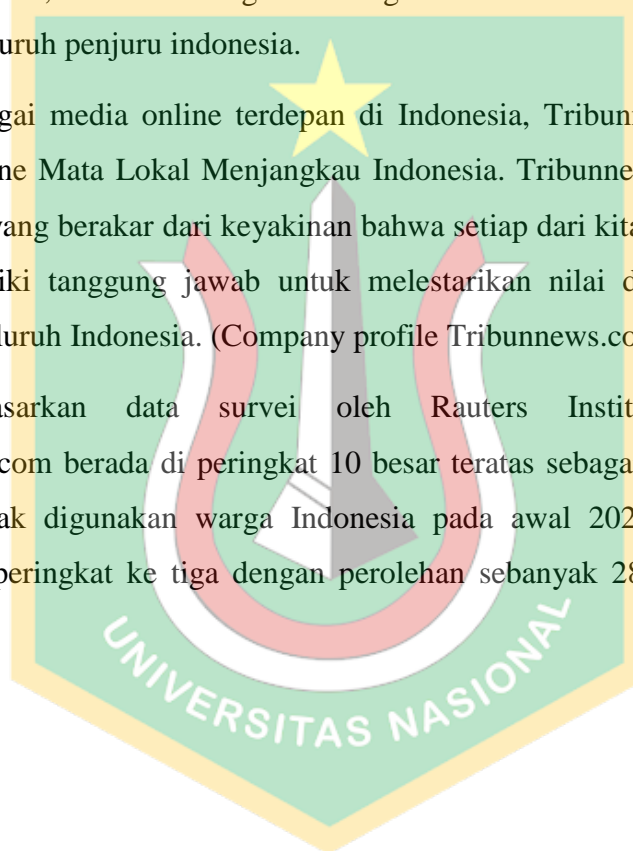 uruh penjuru indonesia.
gai media online terdepan di Indonesia, Tribun
ne Mata Lokal Menjangkau Indonesia. Tribunne
yang berakar dari keyakinan bahwa setiap dari kita
iki tanggung jawab untuk melestarikan nilai d
luruh Indonesia. (Company profile Tribunnews.co
asarkan data survei oleh Rauters Instit
com berada di peringkat 10 besar teratas sebaga
ak digunakan warga Indonesia pada awal 202
peringkat ke tiga dengan perolehan sebanyak 28
UNIVERSITAS NASIONAL